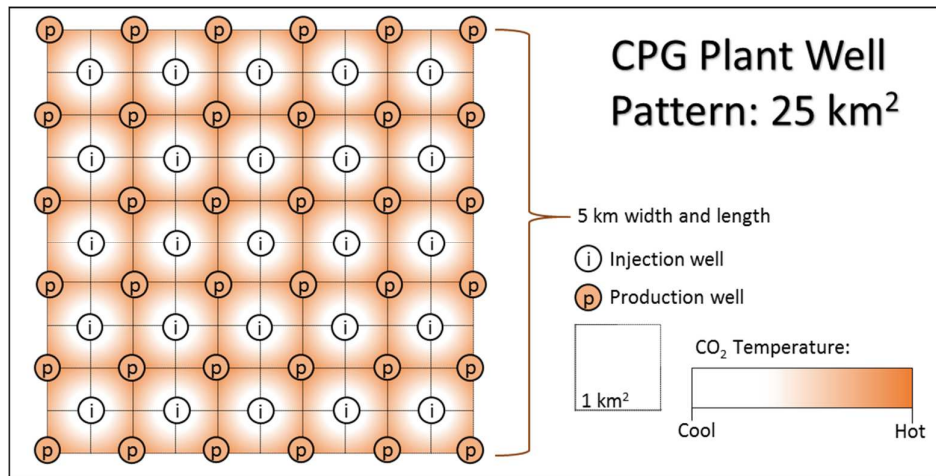 p p p p p p
i i i i i
p p p p p p
i i i i i
p p p p p p
i i i i i
p p p p p p
i i i i i
p p p p p p
i i i i i
p p p p p p
CPG Plant Well
Pattern: 25 km²
5 km width and length
i Injection well
p Production well
1 km²
CO₂ Temperature:
Cool Hot